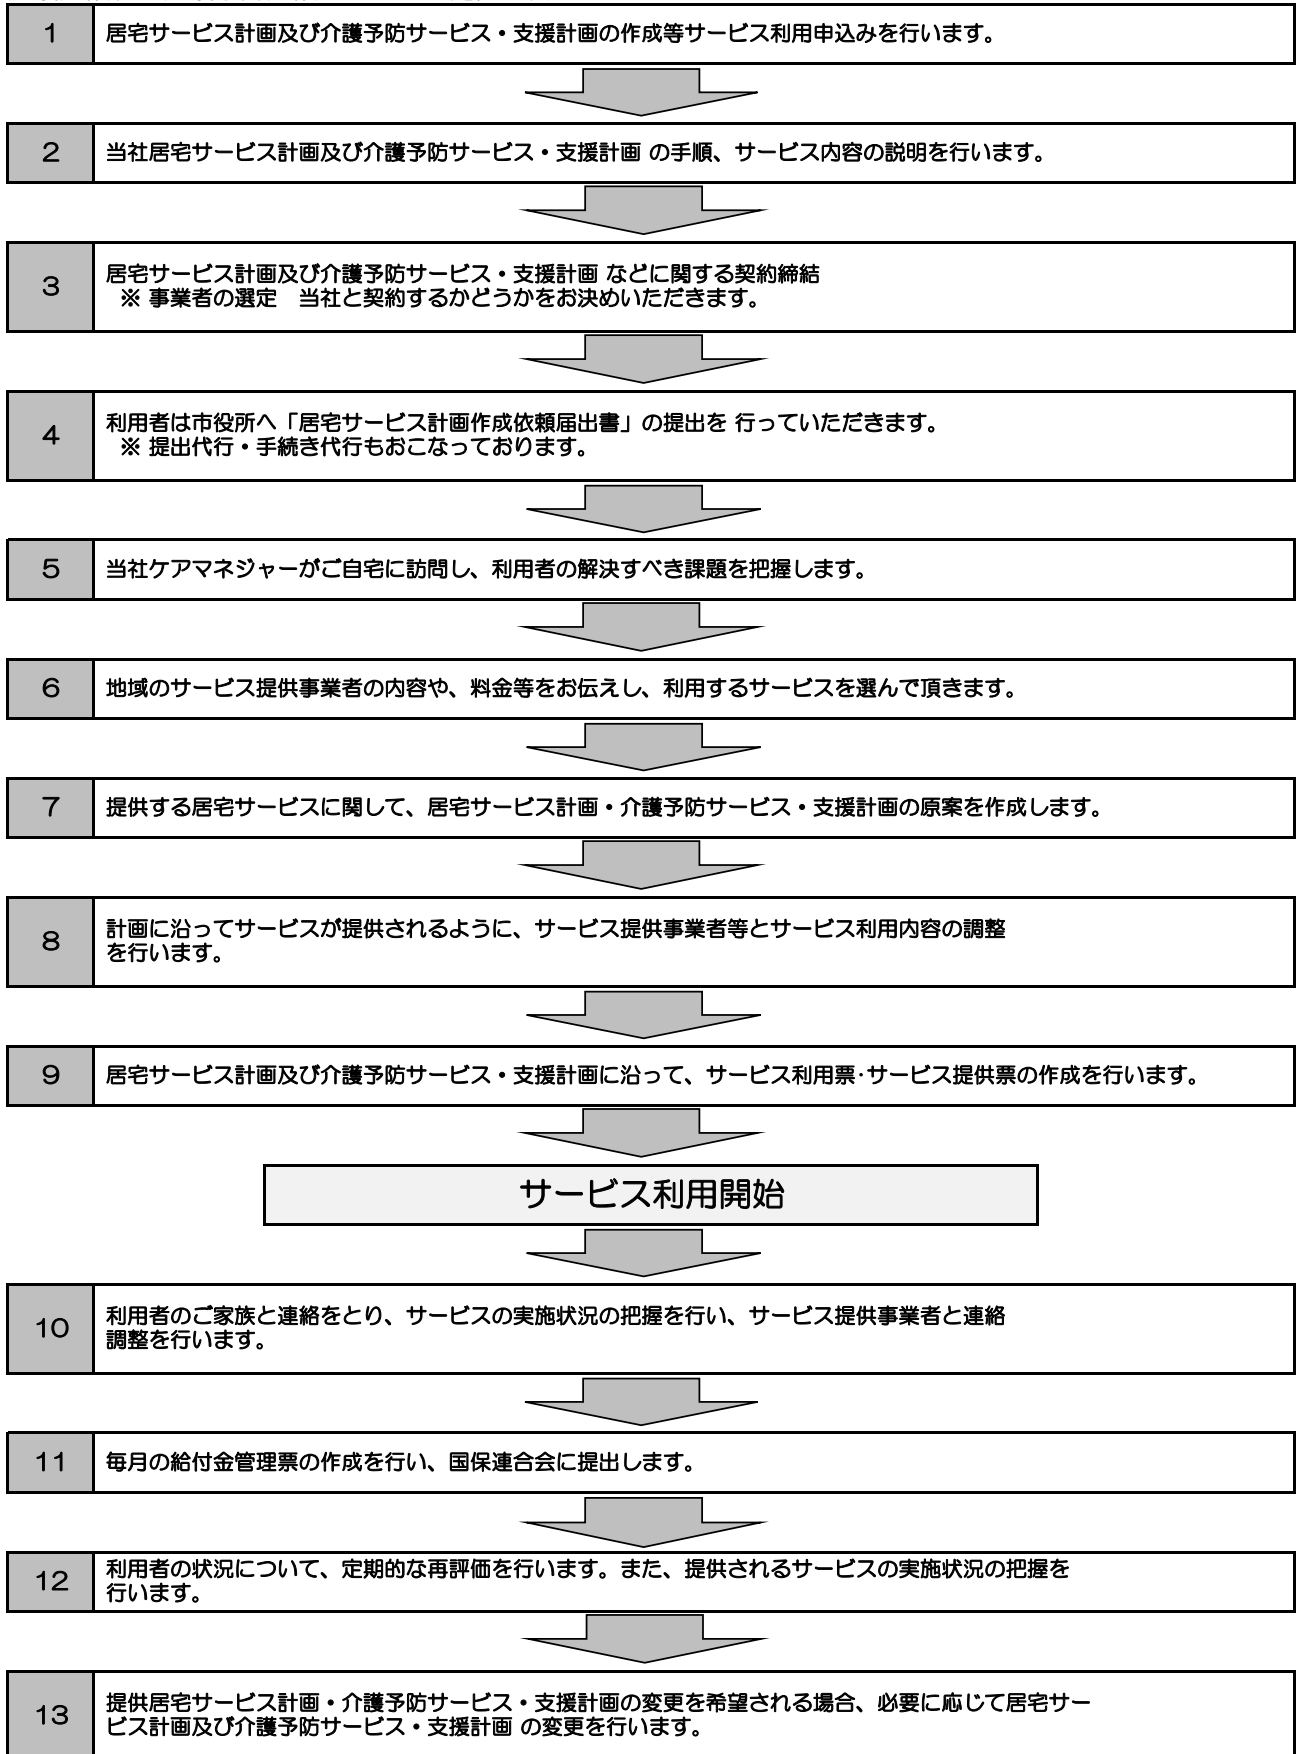 1
居宅サービス計画及び介護予防サービス・支援計画の作成等サービス利用申込みを行います。
2
当社居宅サービス計画及び介護予防サービス・支援計画 の手順、サービス内容の説明を行います。
3
居宅サービス計画及び介護予防サービス・支援計画 などに関する契約締結
※ 事業者の選定　当社と契約するかどうかをお決めいただきます。
4
利用者は市役所へ「居宅サービス計画作成依頼届出書」の提出を 行っていただきます。
※ 提出代行・手続き代行もおこなっております。
5
当社ケアマネジャーがご自宅に訪問し、利用者の解決すべき課題を把握します。
6
地域のサービス提供事業者の内容や、料金等をお伝えし、利用するサービスを選んで頂きます。
7
提供する居宅サービスに関して、居宅サービス計画・介護予防サービス・支援計画の原案を作成します。
8
計画に沿ってサービスが提供されるように、サービス提供事業者等とサービス利用内容の調整
を行います。
9
居宅サービス計画及び介護予防サービス・支援計画に沿って、サービス利用票･サービス提供票の作成を行います。
サービス利用開始
10
利用者のご家族と連絡をとり、サービスの実施状況の把握を行い、サービス提供事業者と連絡
調整を行います。
11
毎月の給付金管理票の作成を行い、国保連合会に提出します。
12
利用者の状況について、定期的な再評価を行います。また、提供されるサービスの実施状況の把握を
行います。
13
提供居宅サービス計画・介護予防サービス・支援計画の変更を希望される場合、必要に応じて居宅サー
ビス計画及び介護予防サービス・支援計画 の変更を行います。